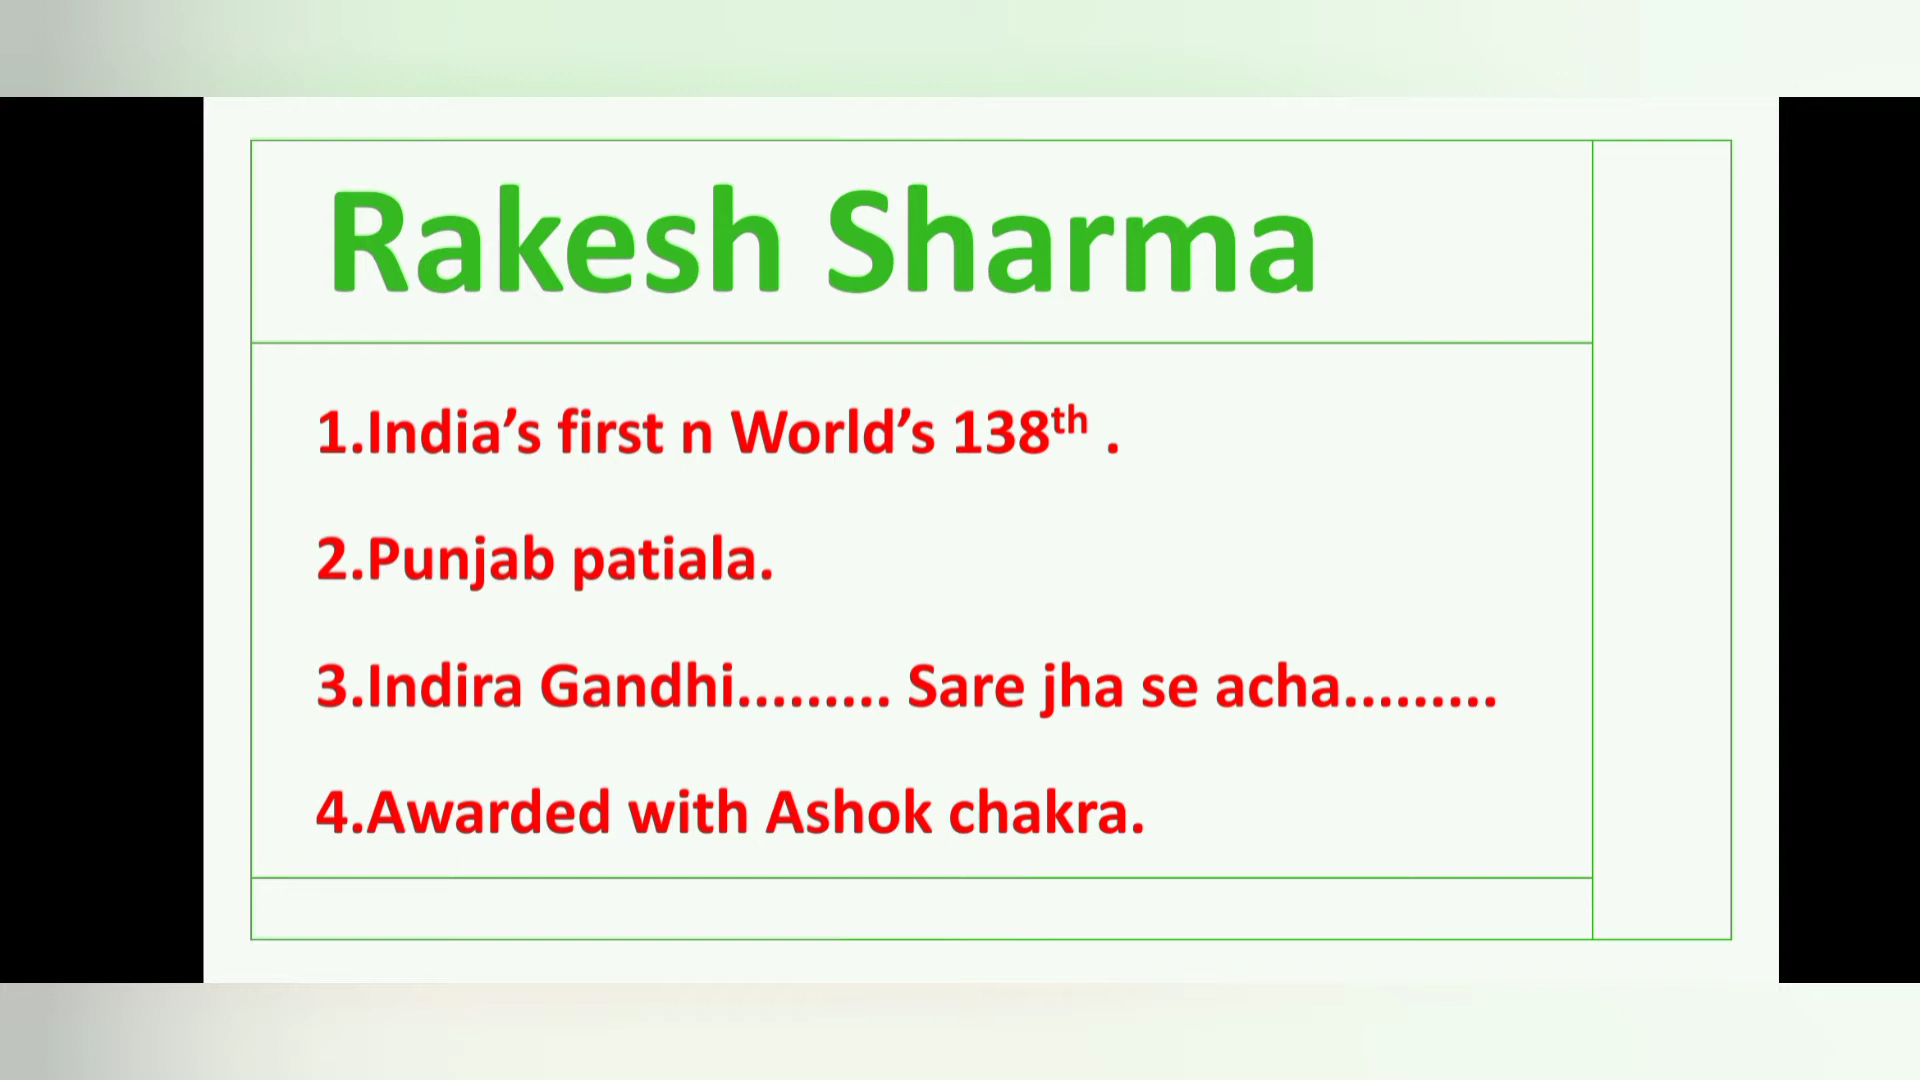 Rakesh Sharma
1.India’s first n World’s 138th .
2.Punjab patiala.
3.Indira Gandhi......... Sare jha se acha.........
4.Awarded with Ashok chakra.